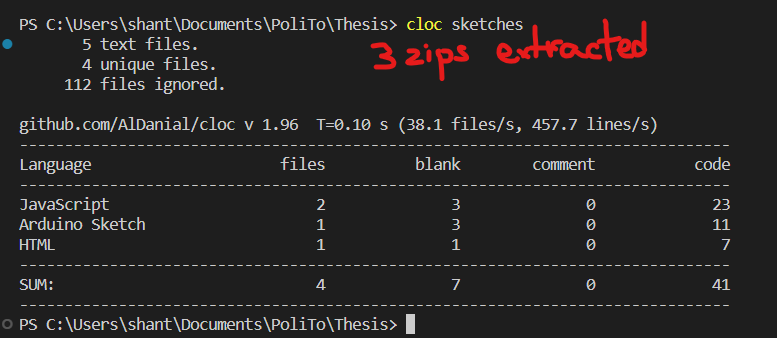 PS C:\Users\shant\Documents\PoliTo\Thesis> cloc sketches
       5 text files.
       4 unique files.
     112 files ignored.
3 zips extracted
github.com/AlDanial/cloc v 1.96  T=0.10 s (38.1 files/s, 457.7 lines/s)
-------------------------------------------------------------------------------
Language                     files          blank        comment           code
-------------------------------------------------------------------------------
JavaScript                       2              3              0             23
Arduino Sketch                   1              3              0             11
HTML                             1              1              0              7
-------------------------------------------------------------------------------
SUM:                             4              7              0             41
-------------------------------------------------------------------------------
PS C:\Users\shant\Documents\PoliTo\Thesis>